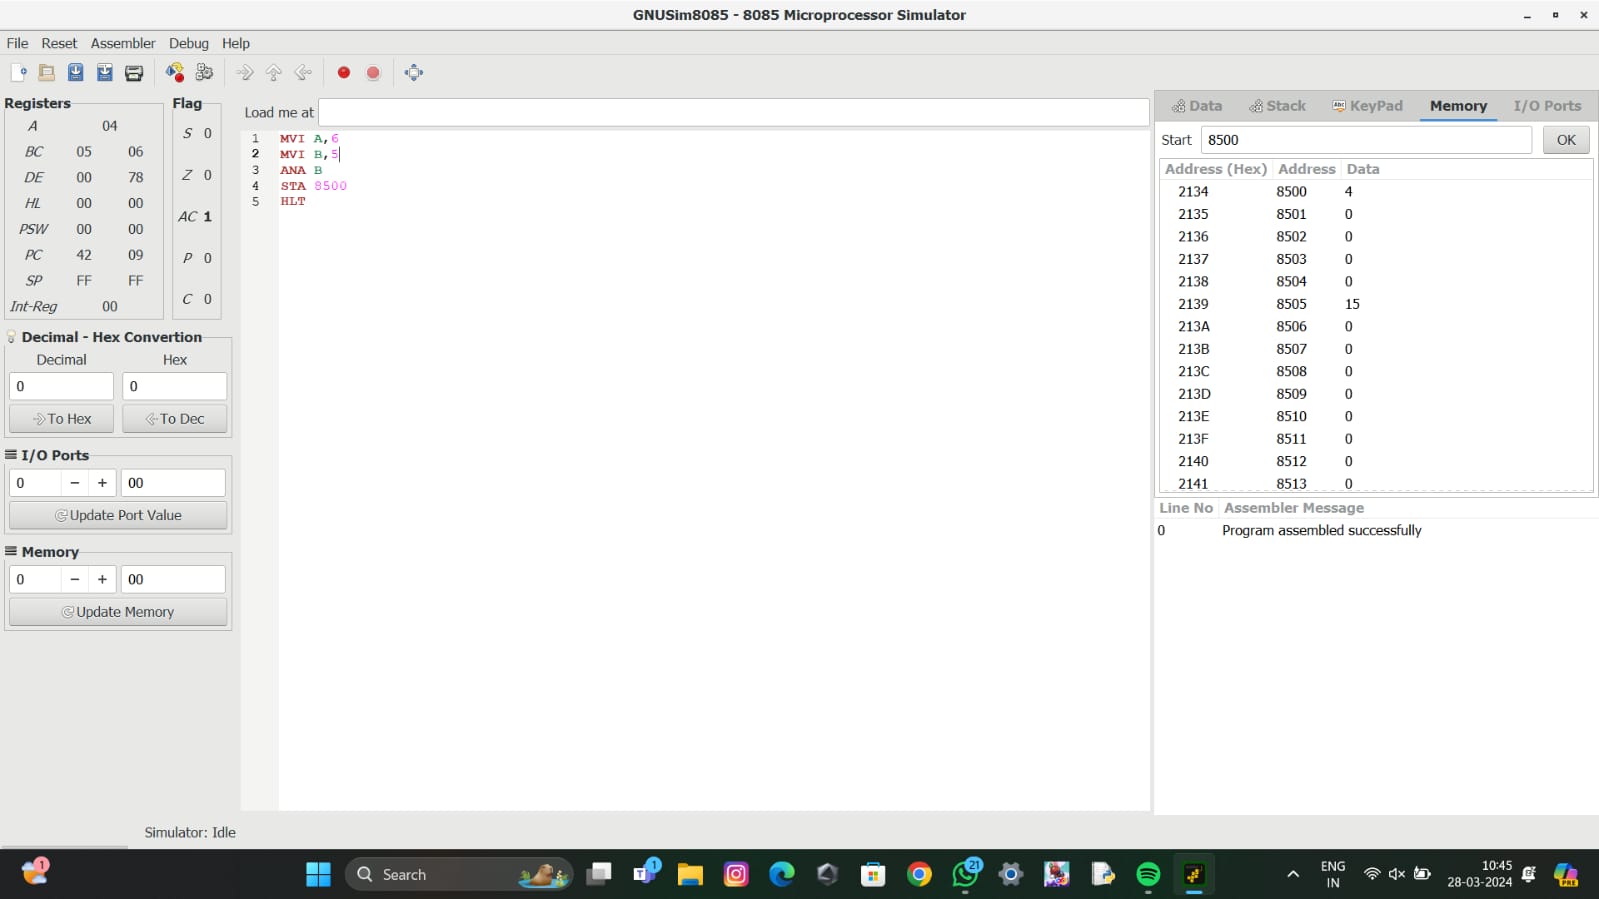 GNUSim8085 - 8085 Microprocessor Simulator
File Reset Assembler Debug Help
Registers
A 04
BC 05 06
DE 00 78
HL 00 00
PSW 00 00
PC 42 09
SP FF FF
Int-Reg 00
Flag
S 0
Z 0
AC 1
P 0
C 0
Decimal - Hex Convertion
Decimal Hex
0 0
To Hex To Dec
I/O Ports
0 - + 00
Update Port Value
Memory
0 - + 00
Update Memory
Load me at
1 MVI A,6
2 MVI B,5
3 ANA B
4 STA 8500
5 HLT
Data Stack Abc KeyPad Memory I/O Ports
Start 8500 OK
Address (Hex) Address Data
2134 8500 4
2135 8501 0
2136 8502 0
2137 8503 0
2138 8504 0
2139 8505 15
213A 8506 0
213B 8507 0
213C 8508 0
213D 8509 0
213E 8510 0
213F 8511 0
2140 8512 0
2141 8513 0
Line No Assembler Message
0 Program assembled successfully
Simulator: Idle
1
Search
1
21
ENG
IN
10:45
28-03-2024
PRE